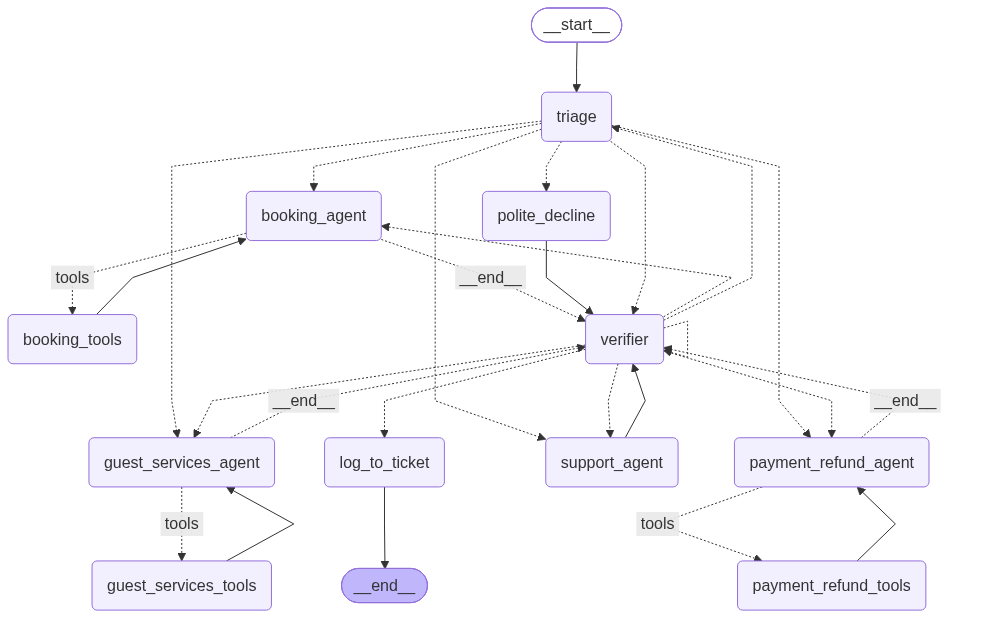 __start__
triage
booking_agent
polite_decline
tools
__end__
booking_tools
verifier
__end__
__end__
guest_services_agent
log_to_ticket
support_agent
payment_refund_agent
tools
tools
guest_services_tools
__end__
payment_refund_tools